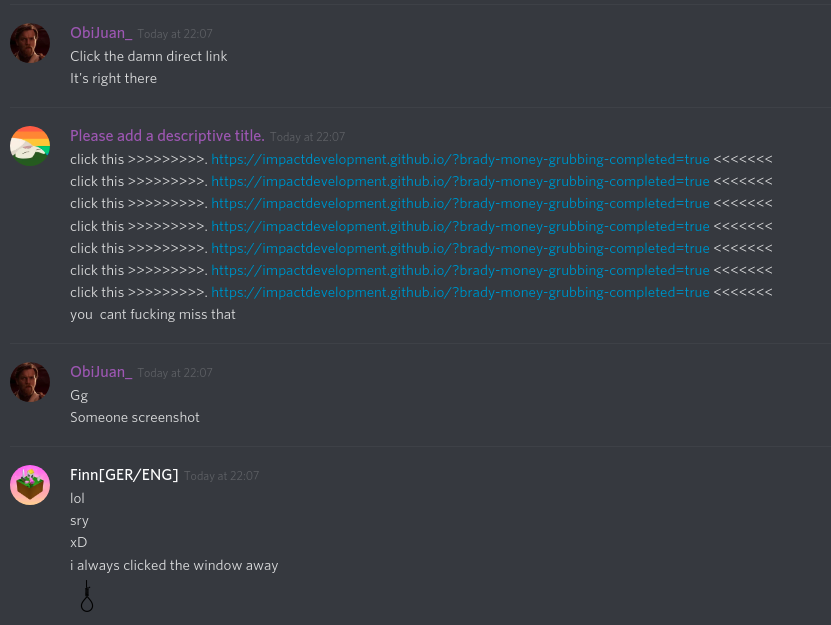 ObiJuan_ Today at 22:07
Click the damn direct link
It's right there
Please add a descriptive title. Today at 22:07
click this >>>>>>>>>. https://impactdevelopment.github.io/?brady-money-grubbing-completed=true <<<<<<<
click this >>>>>>>>>. https://impactdevelopment.github.io/?brady-money-grubbing-completed=true <<<<<<<
click this >>>>>>>>>. https://impactdevelopment.github.io/?brady-money-grubbing-completed=true <<<<<<<
click this >>>>>>>>>. https://impactdevelopment.github.io/?brady-money-grubbing-completed=true <<<<<<<
click this >>>>>>>>>. https://impactdevelopment.github.io/?brady-money-grubbing-completed=true <<<<<<<
click this >>>>>>>>>. https://impactdevelopment.github.io/?brady-money-grubbing-completed=true <<<<<<<
click this >>>>>>>>>. https://impactdevelopment.github.io/?brady-money-grubbing-completed=true <<<<<<<
you  cant fucking miss that
ObiJuan_ Today at 22:07
Gg
Someone screenshot
Finn[GER/ENG] Today at 22:07
lol
sry
xD
i always clicked the window away